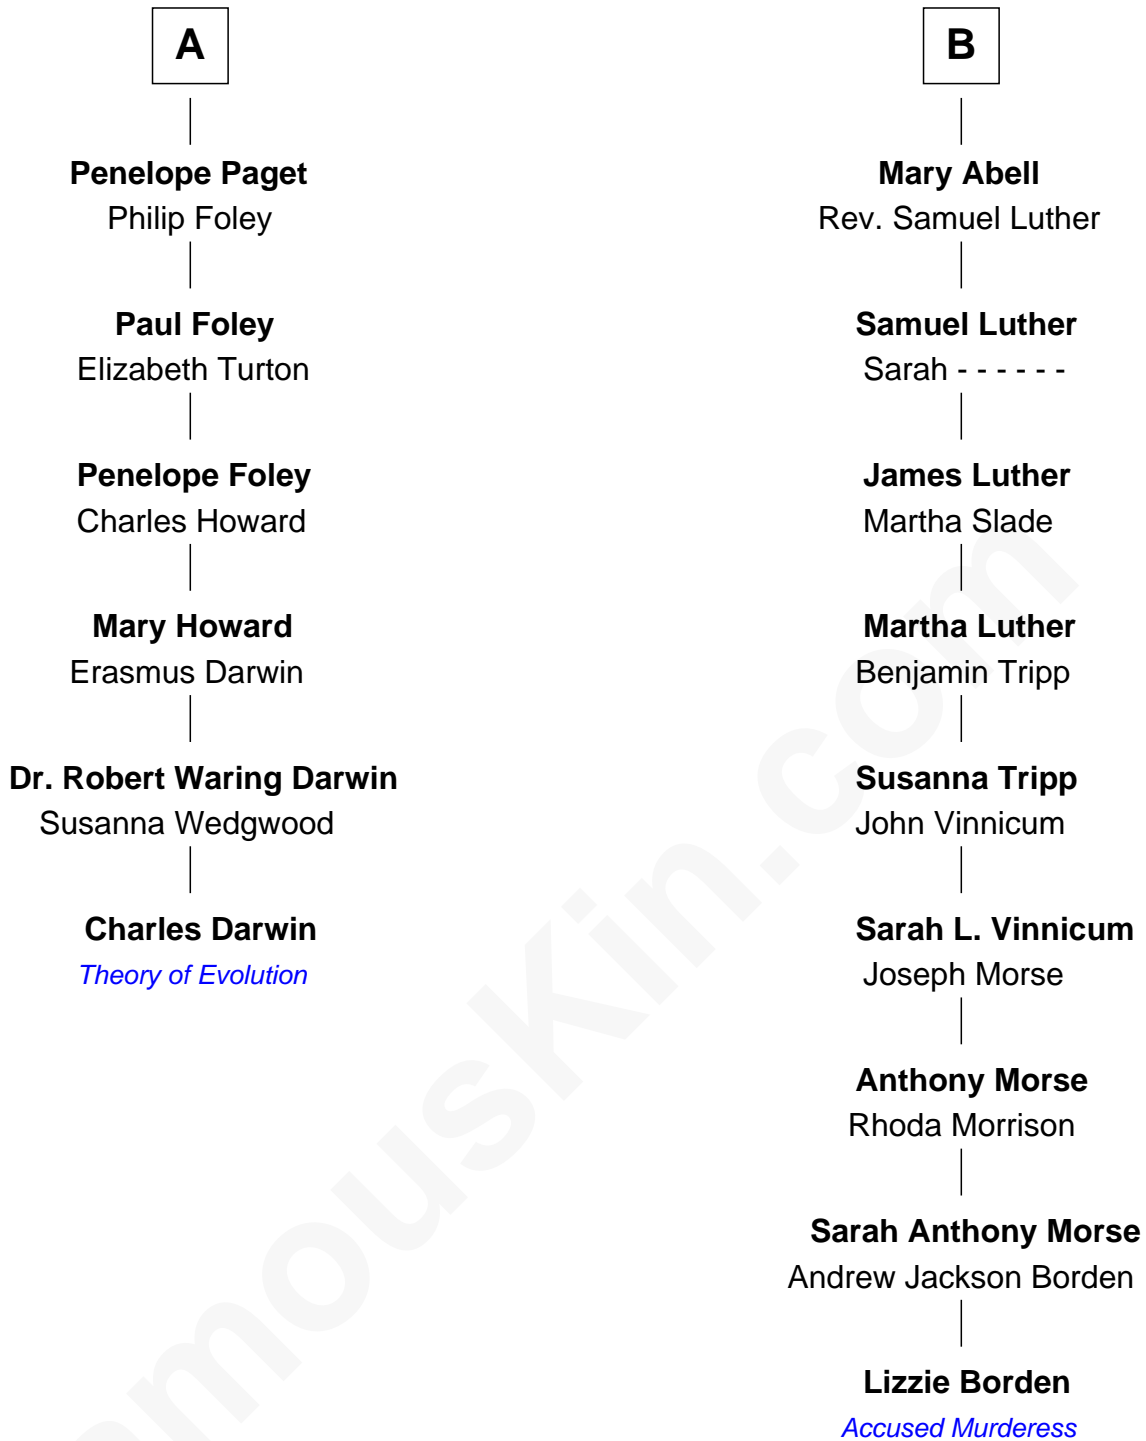 A
Penelope Paget
Philip Foley
Paul Foley
Elizabeth Turton
Penelope Foley
Charles Howard
Mary Howard
Erasmus Darwin
Dr. Robert Waring Darwin
Susanna Wedgwood
Charles Darwin
Theory of Evolution
B
Mary Abell
Rev. Samuel Luther
Samuel Luther
Sarah - - - - - -
James Luther
Martha Slade
Martha Luther
Benjamin Tripp
Susanna Tripp
John Vinnicum
Sarah L. Vinnicum
Joseph Morse
Anthony Morse
Rhoda Morrison
Sarah Anthony Morse
Andrew Jackson Borden
Lizzie Borden
Accused Murderess
mousKin.com